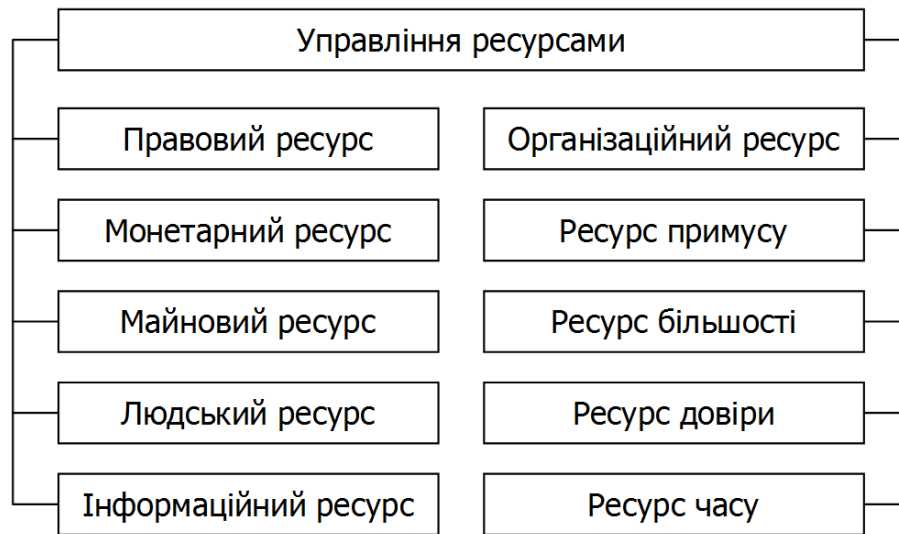 Управління ресурсами
Правовий ресурс
Організаційний ресурс
Монетарний ресурс
Ресурс примусу
Майновий ресурс
Ресурс більшості
Людський ресурс
Ресурс довіри
Інформаційний ресурс
Ресурс часу